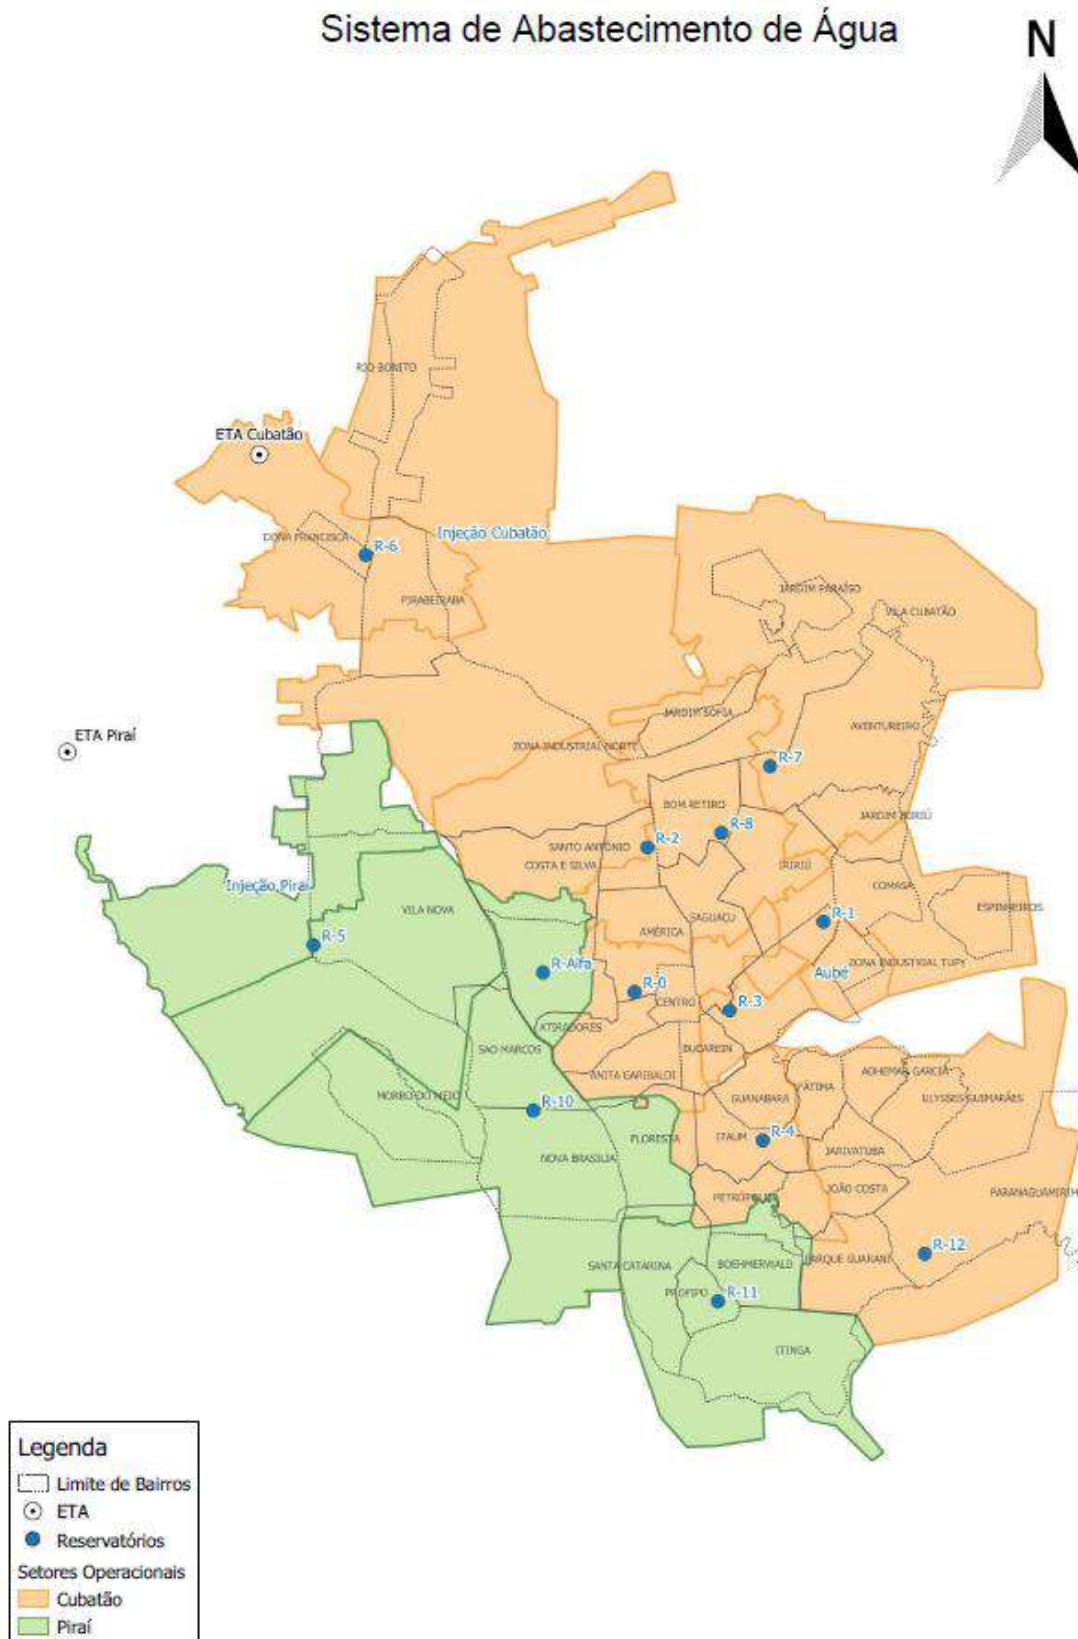 Sistema de Abastecimento de Água
N
RIO BONITO
ETA Cubatão
DONA FRANCISCA
Injeção Cubatão
R-6
PIRABEIRABA
JARDIM PARAÍSO
VILA CUBATÃO
JARDIM SOFIA
AVENTUREIRO
ETA Piraí
ZONA INDUSTRIAL NORTE
R-7
BOM RETIRO
JARDIM IRIRIÚ
R-8
SANTO ANTÔNIO
R-2
COSTA E SILVA
IRIRIÚ
COMASA
Injeção Piraí
ESPINHEIROS
VILA NOVA
SAGUAÇU
R-1
AMÉRICA
R-5
ZONA INDUSTRIAL TUPY
R-Alfa
Aubé
R-0
CENTRO
R-3
ATIRADORES
SAO MARCOS
BUCAREIN
ANITA GARIBALDI
ADHEMAR GARCIA
FÁTIMA
MORRO DO MEIO
GUANABARA
ULYSSES GUIMARÃES
R-10
FLORESTA
ITAUM
R-4
JARIVATUBA
NOVA BRASILIA
JOÃO COSTA
PARANAGUAMIRIM
PETRÓPOLIS
R-12
SANTA CATARINA
BOEHMERWALD
PARQUE GUARANI
PROFIPO
R-11
ITINGA
Legenda
Limite de Bairros
ETA
Reservatórios
Setores Operacionais
Cubatão
Piraí